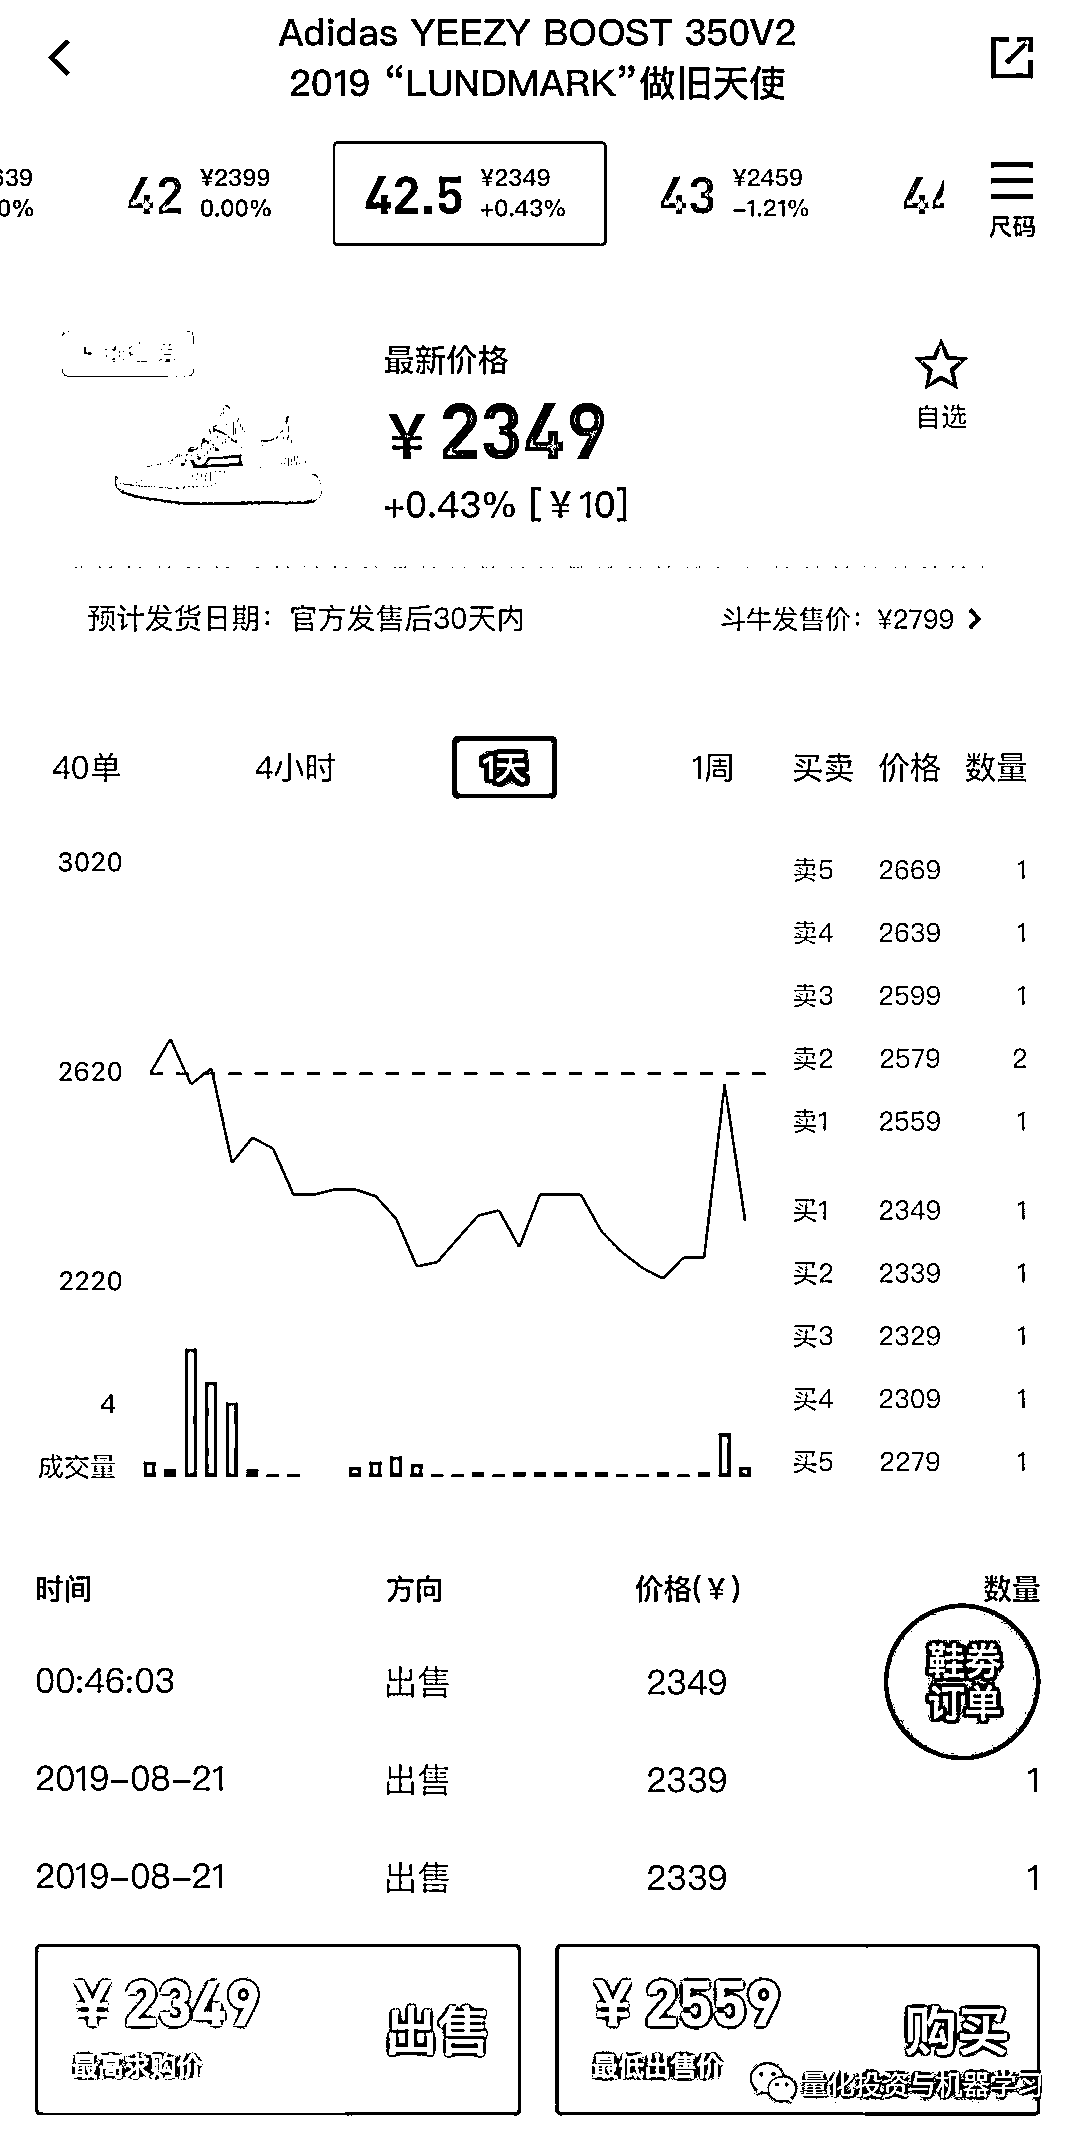 Adidas YEEZY BOOST 350V2
2019 “LUNDMARK”做旧天使
639
0%
42 ¥2399 0.00%
42.5 ¥2349 +0.43%
43 ¥2459 -1.21%
44
尺码
最新价格
¥2349
+0.43% [¥10]
自选
预计发货日期：官方发售后30天内
斗牛发售价：¥2799
40单 4小时 1天 1周
买卖 价格 数量
3020
2620
2220
4
成交量
卖5 2669 1
卖4 2639 1
卖3 2599 1
卖2 2579 2
卖1 2559 1
买1 2349 1
买2 2339 1
买3 2329 1
买4 2309 1
买5 2279 1
时间 方向 价格(¥) 数量
00:46:03 出售 2349
鞋券
订单
2019-08-21 出售 2339 1
2019-08-21 出售 2339 1
¥2349
最高求购价
出售
¥2559
最低出售价
购买
量化投资与机器学习